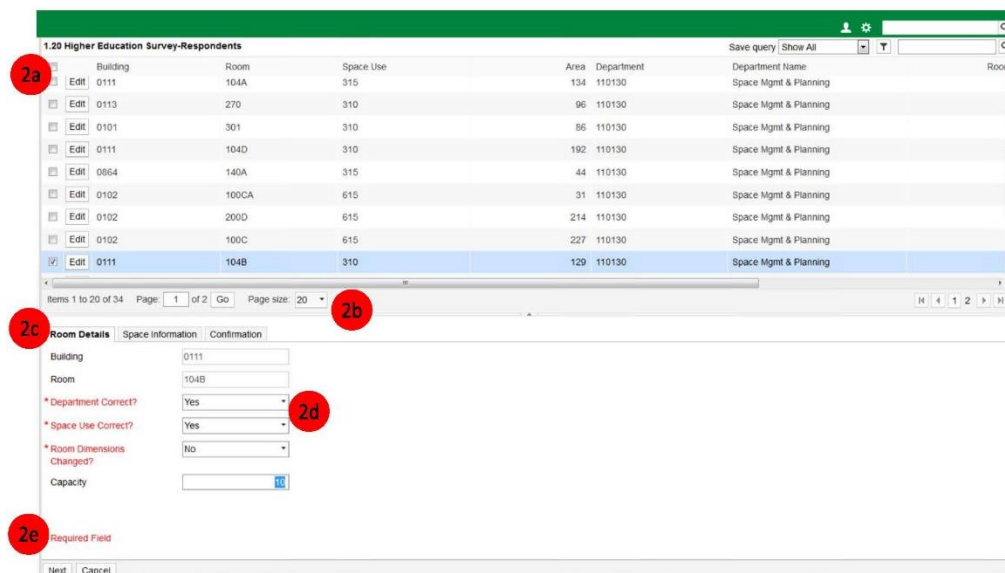 1.20 Higher Education Survey-Respondents Save query Show All
Building Room Space Use Area Department Department Name
2a
Edit 0111 104A 315 134 110130 Space Mgmt & Planning
Edit 0113 270 310 96 110130 Space Mgmt & Planning
Edit 0101 301 310 86 110130 Space Mgmt & Planning
Edit 0111 104D 310 192 110130 Space Mgmt & Planning
Edit 0864 140A 315 44 110130 Space Mgmt & Planning
Edit 0102 100CA 615 31 110130 Space Mgmt & Planning
Edit 0102 200D 615 214 110130 Space Mgmt & Planning
Edit 0102 100C 615 227 110130 Space Mgmt & Planning
Edit 0111 104B 310 129 110130 Space Mgmt & Planning
Items 1 to 20 of 34 Page: 1 of 2 Go Page size: 20 1 2
2b
2c
Room Details Space Information Confirmation
Building 0111
Room 104B
* Department Correct? Yes
2d
* Space Use Correct? Yes
* Room Dimensions No
Changed?
Capacity 10
2e
Required Field
Next Cancel